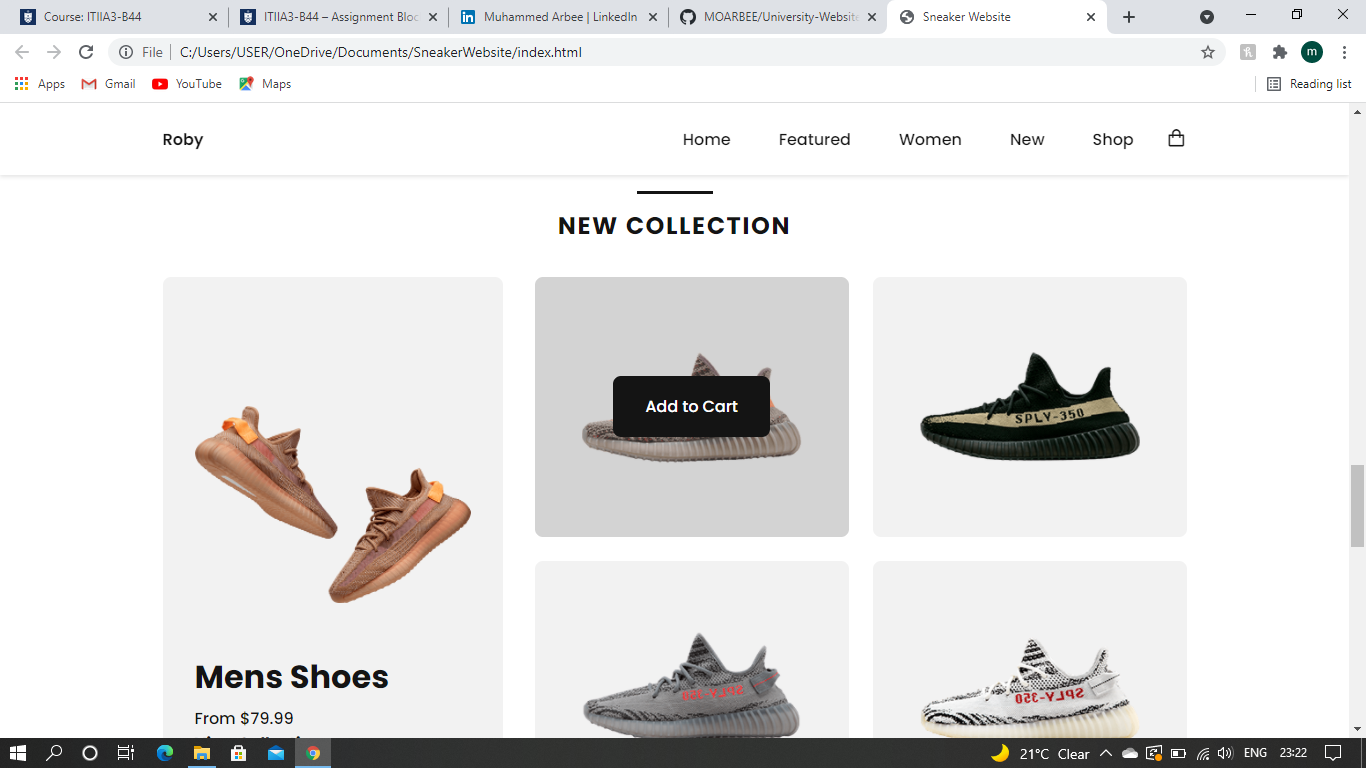 Course: ITIIA3-B44
ITIIA3-B44 – Assignment Bloc
Muhammed Arbee | LinkedIn
MOARBEE/University-Website
Sneaker Website
File
C:/Users/USER/OneDrive/Documents/SneakerWebsite/index.html
m
Apps
Gmail
YouTube
Maps
Reading list
Roby
Home
Featured
Women
New
Shop
NEW COLLECTION
Add to Cart
SPLY-350
SPLY-350
SPLY-350
Mens Shoes
From $79.99
21°C Clear
ENG
23:22